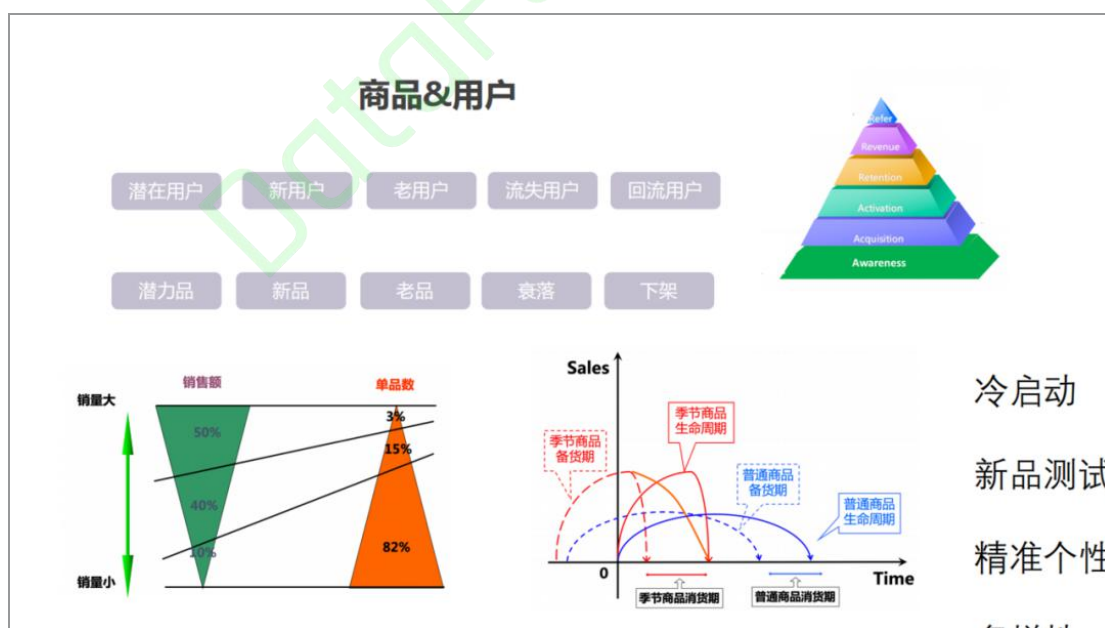 商品&用户
潜在用户 新用户 老用户 流失用户 回流用户
潜力品 新品 老品 衰落 下架
Refer
Revenue
Retention
Activation
Acquisition
Awareness
销售额 单品数
销量大
3%
50%
15%
40%
82%
10%
销量小
Sales
季节商品
生命周期
季节商品
备货期
普通商品
备货期
普通商品
生命周期
0
Time
季节商品消货期 普通商品消货期
冷启动
新品测试
精准个性